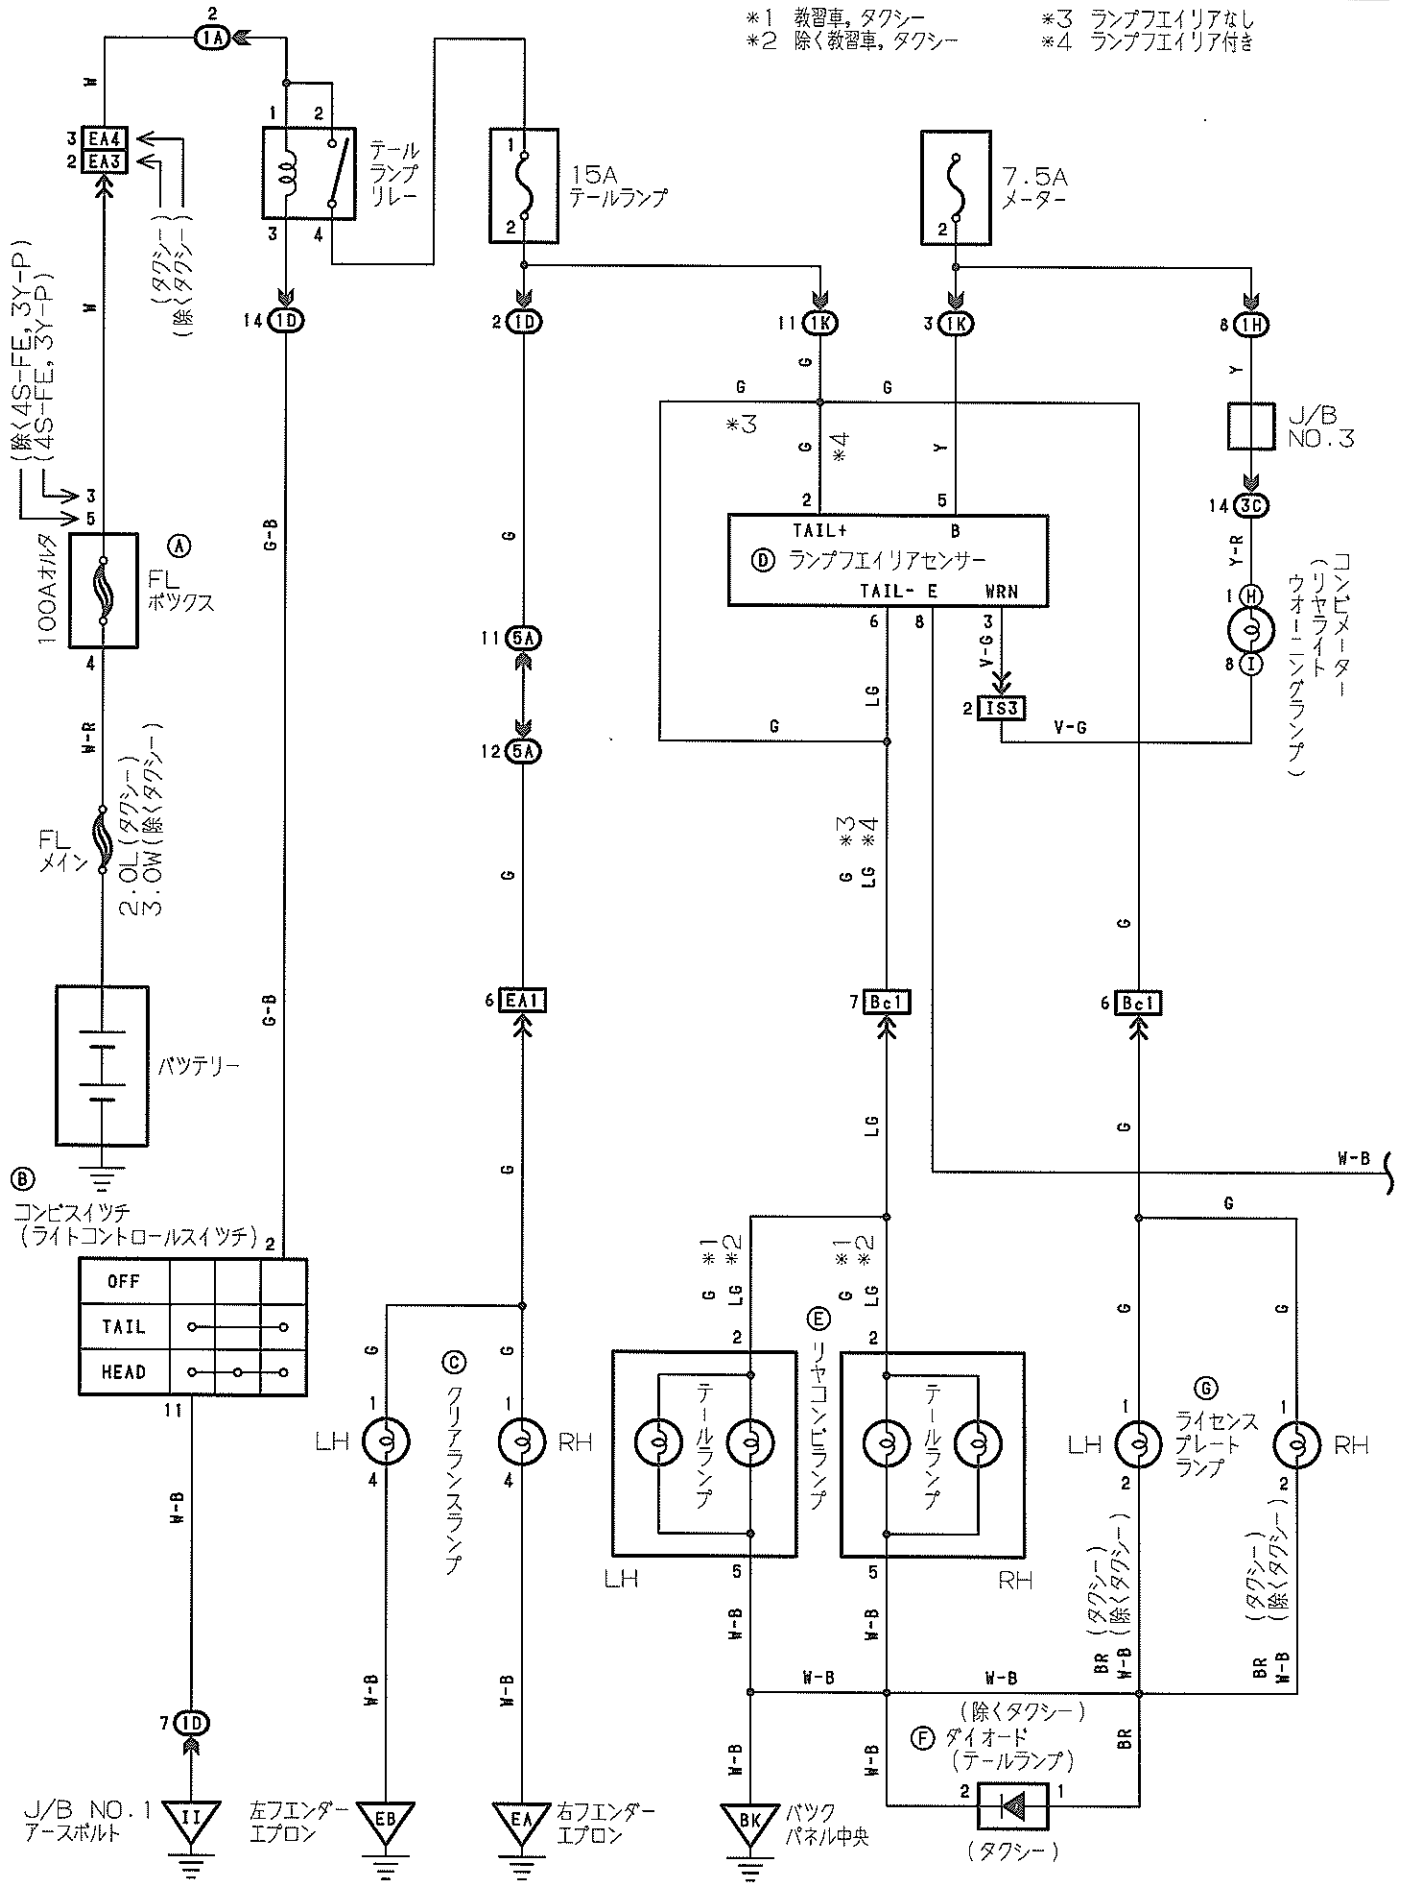 *1 教習車，タクシー
*2 除く教習車，タクシー
*3 ランプフエイリアなし
*4 ランプフエイリア付き
2
1A
W
3 EA4
2 EA3
(タクシー)
(除くタクシー)
W
(除く4S-FE, 3Y-P)
(4S-FE, 3Y-P)
3
5
100Aオルタ
A
FL
ボツクス
4
W-R
FL
メイン
2.0L(タクシー)
3.0W(除くタクシー)
バツテリー
1
2
テール
ランプ
リレー
3
4
14 1D
G-B
G-B
B
コンビスイツチ
(ライトコントロールスイツチ)
2
OFF
TAIL
HEAD
11
W-B
7 1D
J/B NO.1
アースボルト
II
1
2
15A
テールランプ
2 1D
G
11 5A
12 5A
G
6 EA1
G
G
G
C
クリアランスランプ
1
1
LH
RH
4
4
W-B
W-B
左フエンダー
エプロン
EB
EA
右フエンダー
エプロン
2
7.5A
メーター
11 1K
3 1K
8 1H
G
G
G
*3
G
*4
Y
Y
J/B
NO.3
14 3C
Y-R
2
5
TAIL+
B
D ランプフエイリアセンサー
TAIL- E
WRN
6
8
3
LG
V-G
2 IS3
V-G
G
1 H
8 I
コンビメーター
(リヤライト
ウオーニングランプ)
*3
*4
G
LG
G
7 Bc1
6 Bc1
LG
G
W-B
G
*1
*2
*1
*2
G
LG
G
LG
G
G
2
E
リヤコンビランプ
2
テールランプ
テールランプ
LH
RH
5
5
1
G
ライセンス
プレート
ランプ
1
LH
RH
2
2
(タクシー)
(除くタクシー)
(タクシー)
(除くタクシー)
W-B
W-B
BR
W-B
BR
W-B
W-B
W-B
(除くタクシー)
F ダイオード
(テールランプ)
W-B
W-B
BR
2
1
(タクシー)
BK
バツク
パネル中央